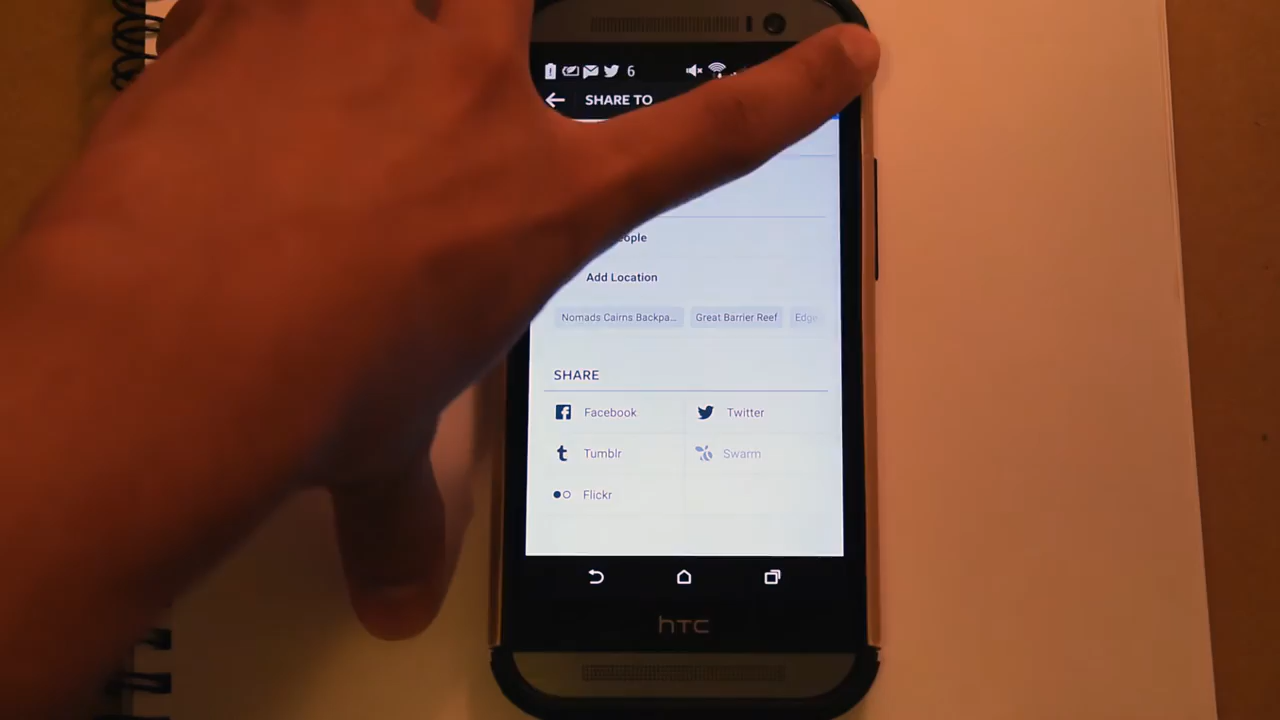 6
SHARE TO
Add Location
Nomads Cairns Backpa... Great Barrier Reef Edge
SHARE
Facebook Twitter
Tumblr Swarm
Flickr
hTC